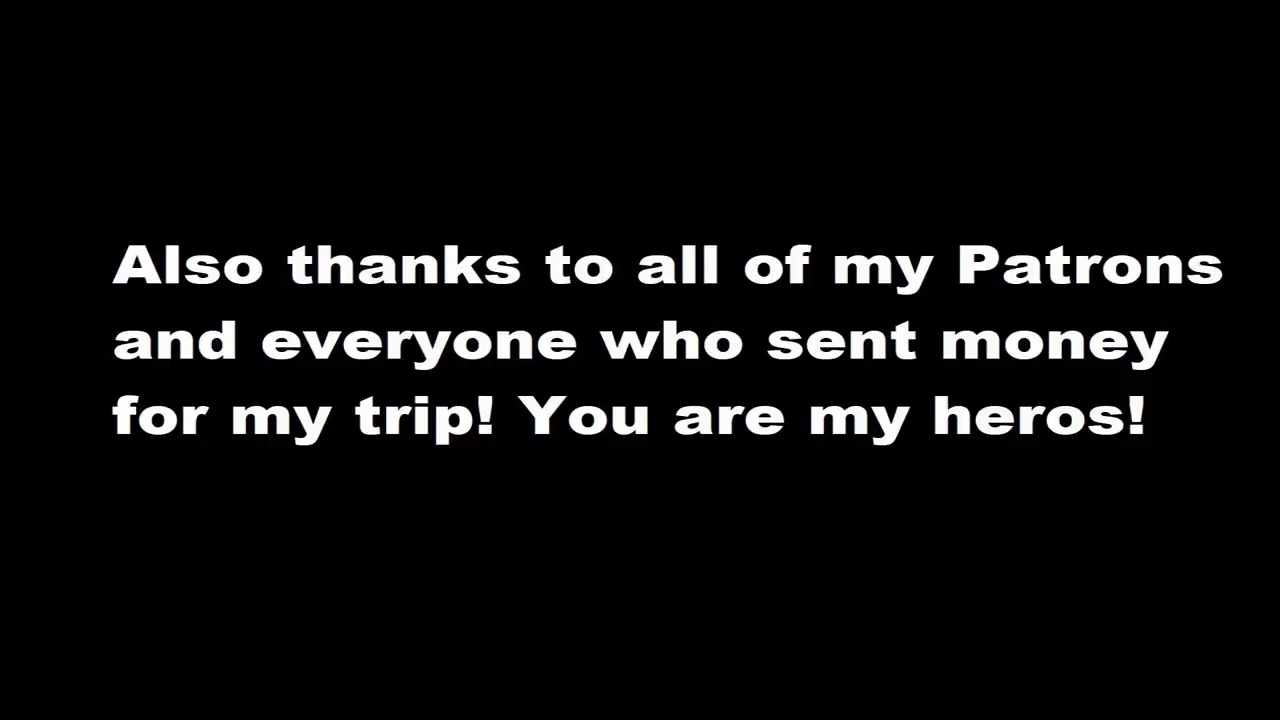 Also thanks to all of my Patrons
and everyone who sent money
for my trip! You are my heros!